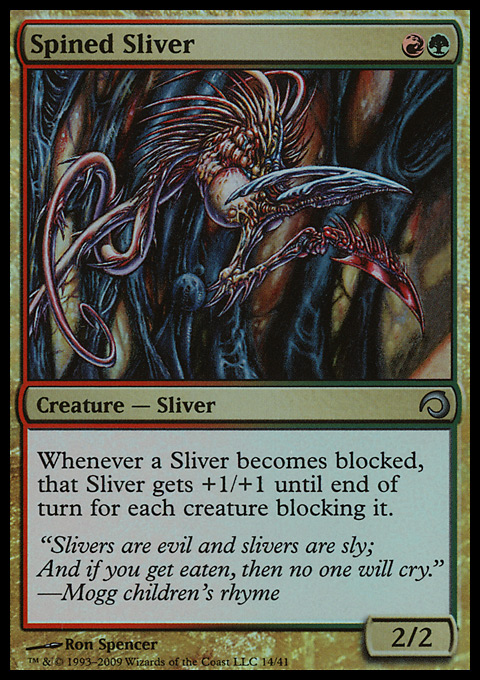 Spined Sliver
Creature — Sliver
Whenever a Sliver becomes blocked,
that Sliver gets +1/+1 until end of
turn for each creature blocking it.
“Slivers are evil and slivers are sly;
And if you get eaten, then no one will cry.”
—Mogg children’s rhyme
Ron Spencer
2/2
™ & © 1993–2009 Wizards of the Coast LLC 14/41